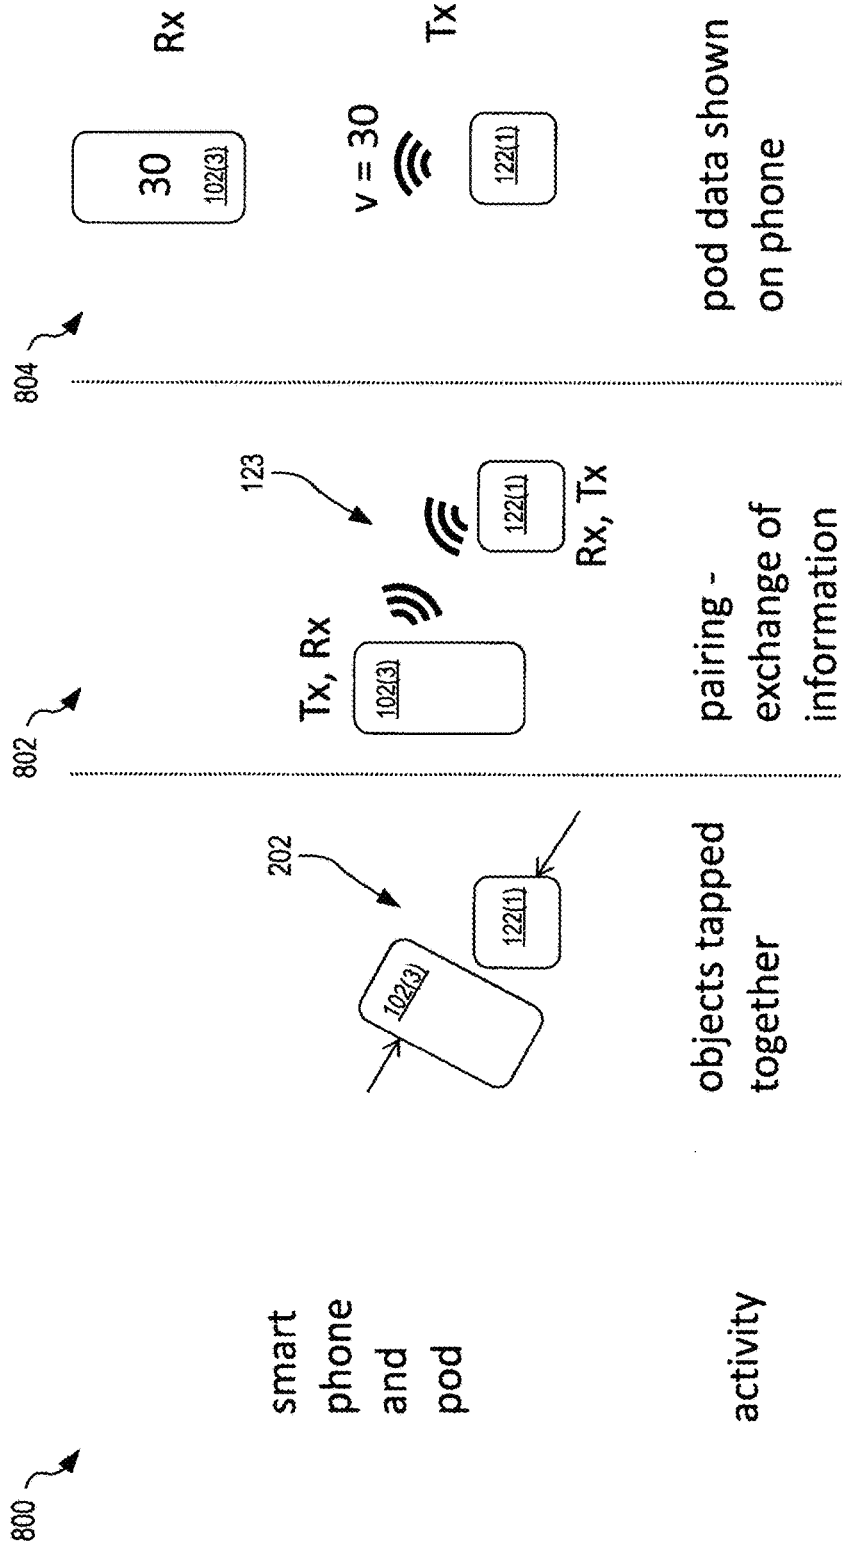 800
802
804
smart
phone
and
pod
202
102(3)
122(1)
123
Tx, Rx
102(3)
122(1)
Rx, Tx
30
102(3)
Rx
v = 30
122(1)
Tx
activity
objects tapped
together
pairing -
exchange of
information
pod data shown
on phone